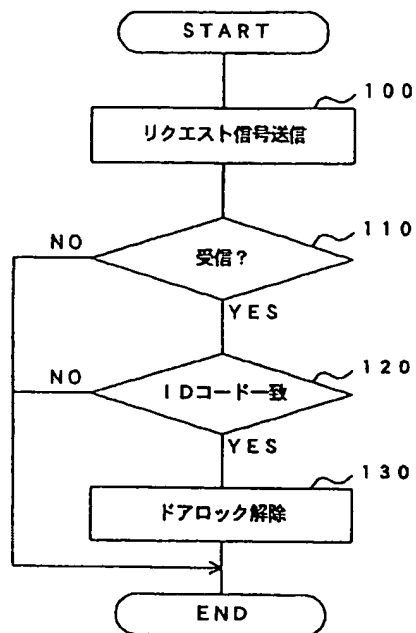 START
100
リクエスト信号送信
110
NO
受信?
YES
120
NO
IDコード一致
YES
130
ドアロック解除
END